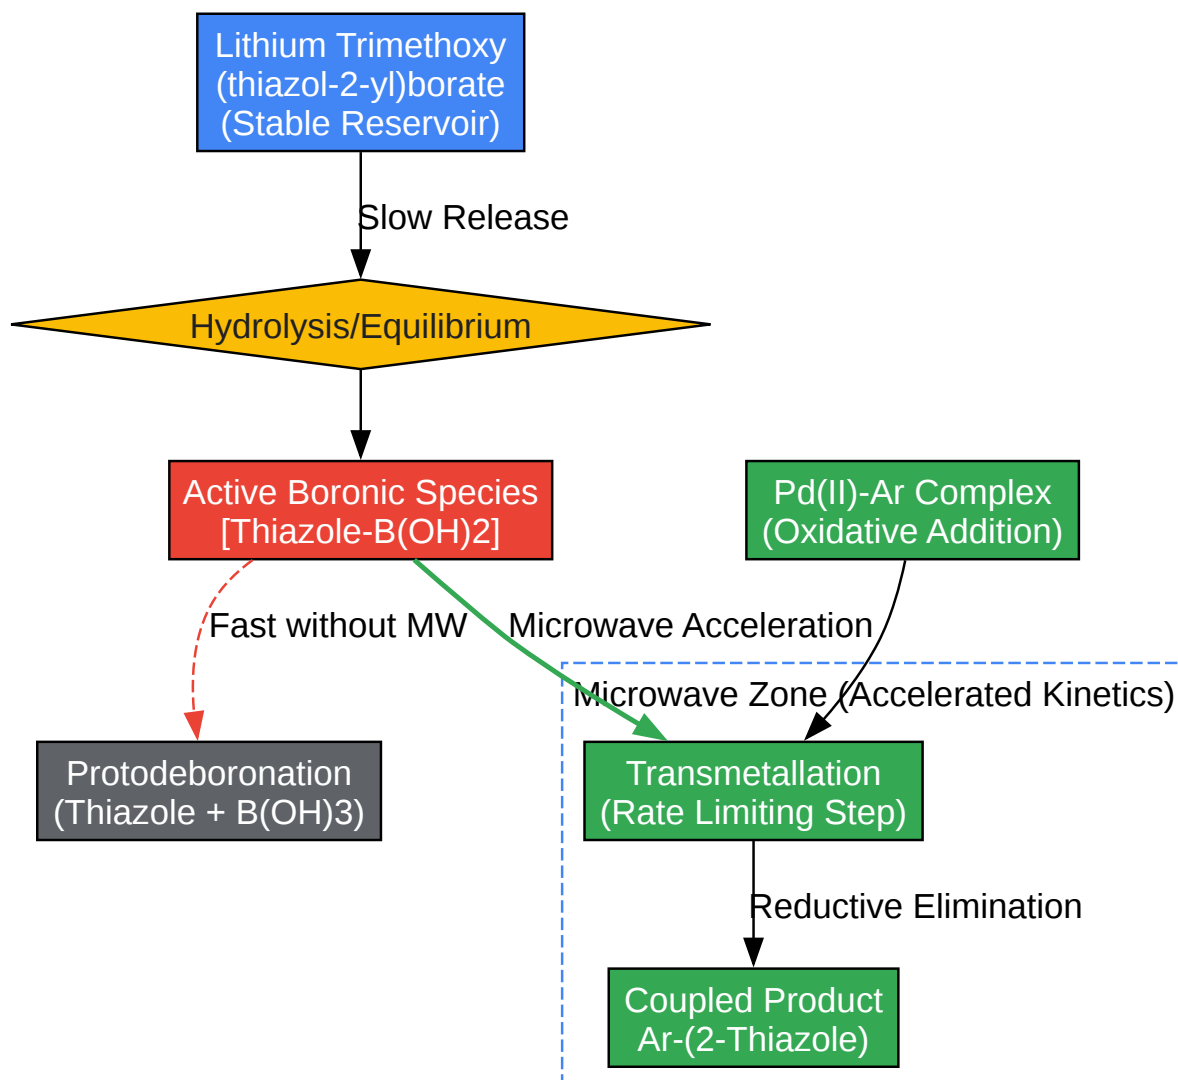 Lithium Trimethoxy
(thiazol-2-yl)borate
(Stable Reservoir)
Slow Release
Hydrolysis/Equilibrium
Active Boronic Species
[Thiazole-B(OH)2]
Pd(II)-Ar Complex
(Oxidative Addition)
Fast without MW
Microwave Acceleration
Microwave Zone (Accelerated Kinetics)
Protodeboronation
(Thiazole + B(OH)3)
Transmetallation
(Rate Limiting Step)
Reductive Elimination
Coupled Product
Ar-(2-Thiazole)